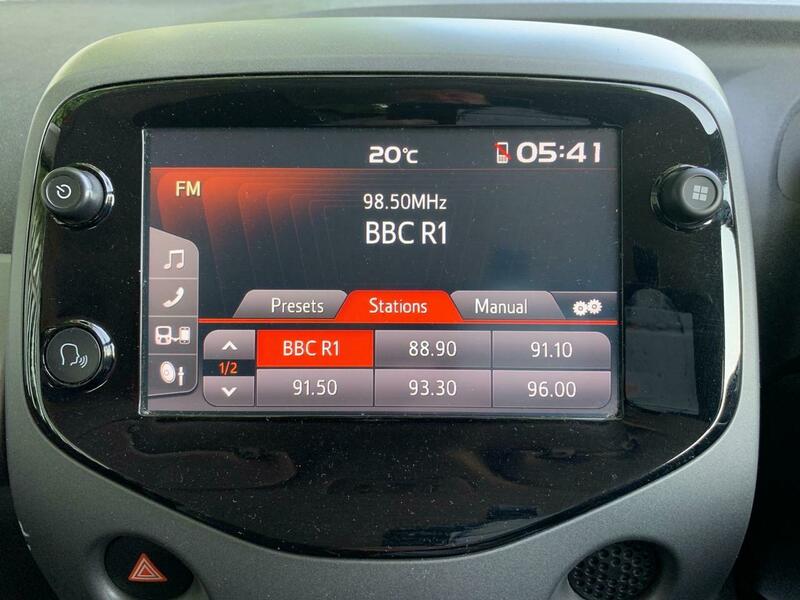 20°C 05:41
FM
98.50MHz
BBC R1
Presets Stations Manual
BBC R1 88.90 91.10
1/2
91.50 93.30 96.00